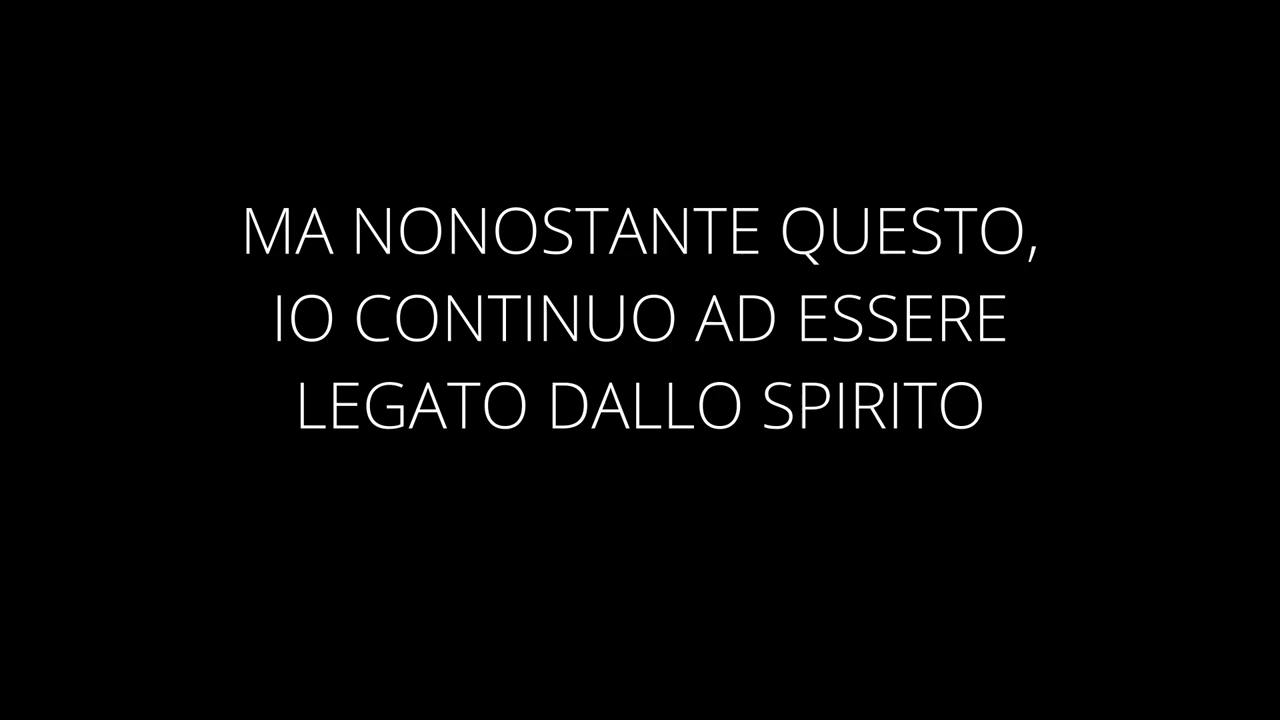 MA NONOSTANTE QUESTO,
IO CONTINUO AD ESSERE
LEGATO DALLO SPIRITO